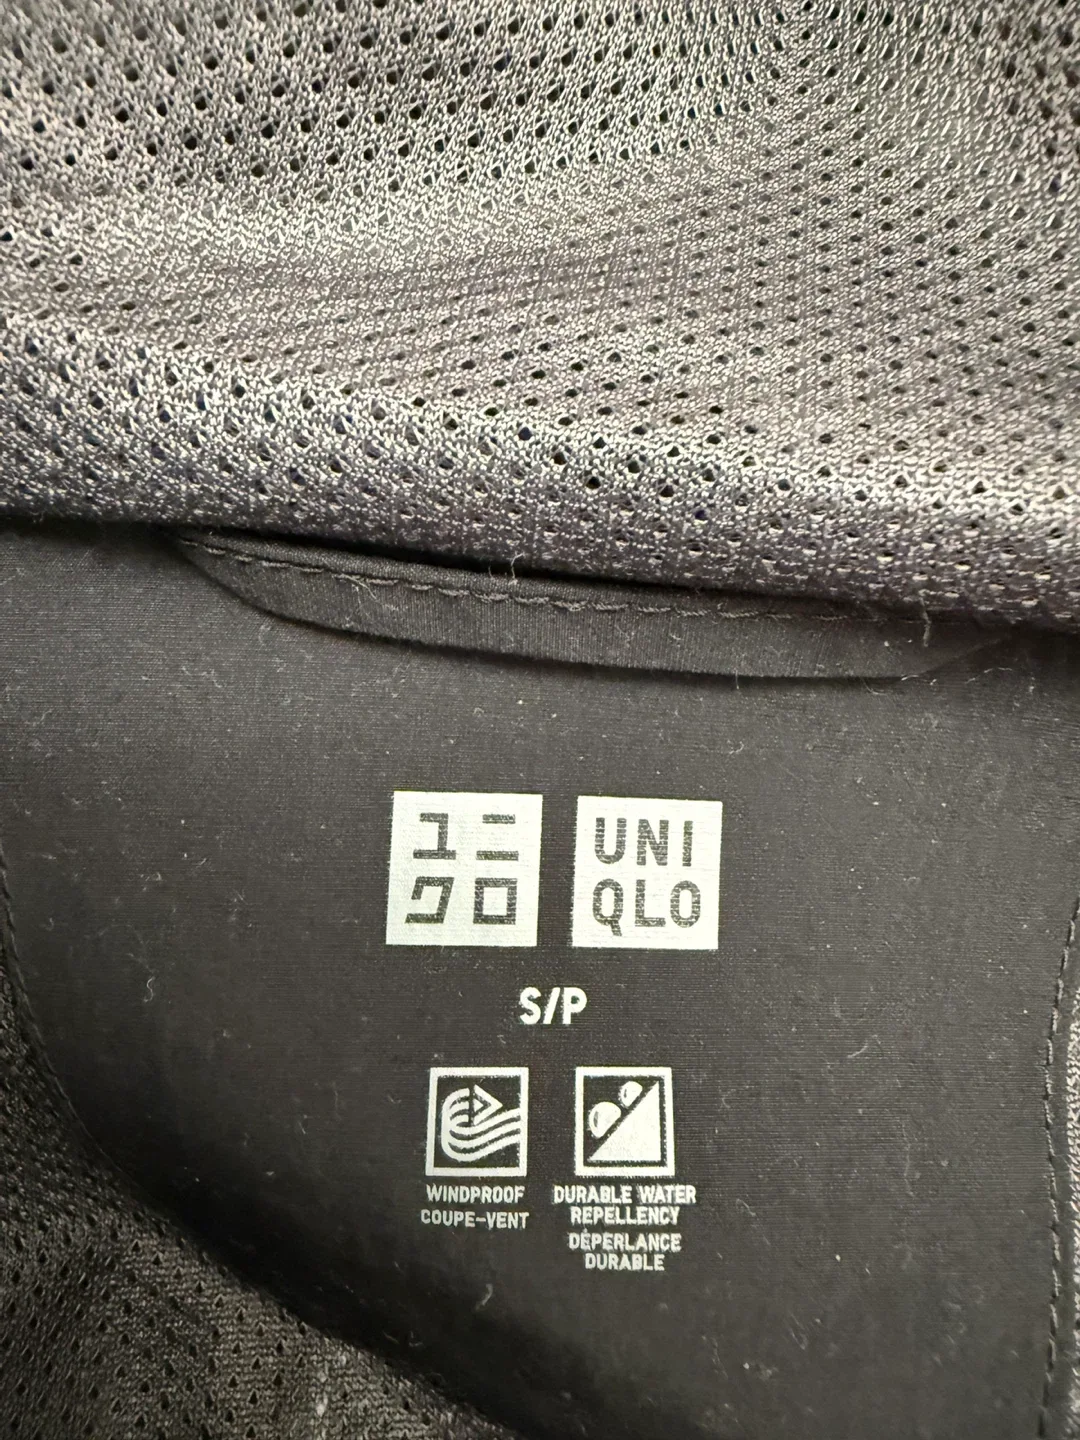 ユニ
クロ
UNI
QLO
S/P
WINDPROOF
COUPE-VENT
DURABLE WATER
REPELLENCY
DÉPERLANCE
DURABLE